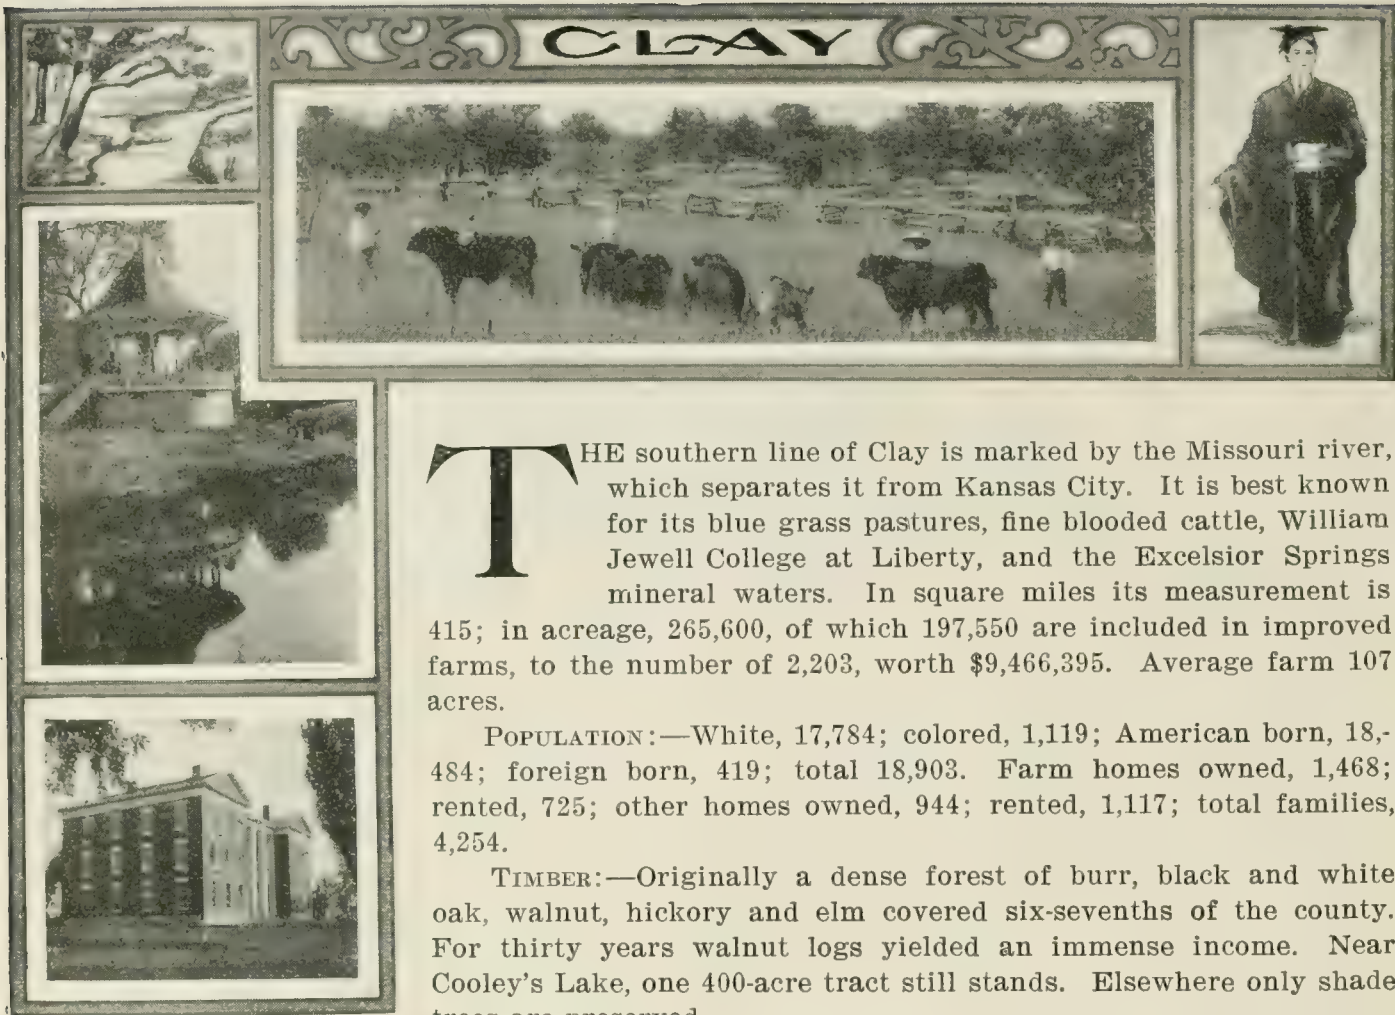 CLAY
THE southern line of Clay is marked by the Missouri river,
which separates it from Kansas City. It is best known
for its blue grass pastures, fine blooded cattle, William
Jewell College at Liberty, and the Excelsior Springs
mineral waters. In square miles its measurement is
415; in acreage, 265,600, of which 197,550 are included in improved
farms, to the number of 2,203, worth $9,466,395. Average farm 107
acres.
POPULATION:—White, 17,784; colored, 1,119; American born, 18,-
484; foreign born, 419; total 18,903. Farm homes owned, 1,468;
rented, 725; other homes owned, 944; rented, 1,117; total families,
4,254.
TIMBER:—Originally a dense forest of burr, black and white
oak, walnut, hickory and elm covered six-sevenths of the county.
For thirty years walnut logs yielded an immense income. Near
Cooley's Lake, one 400-acre tract still stands. Elsewhere only shade
trees are preserved